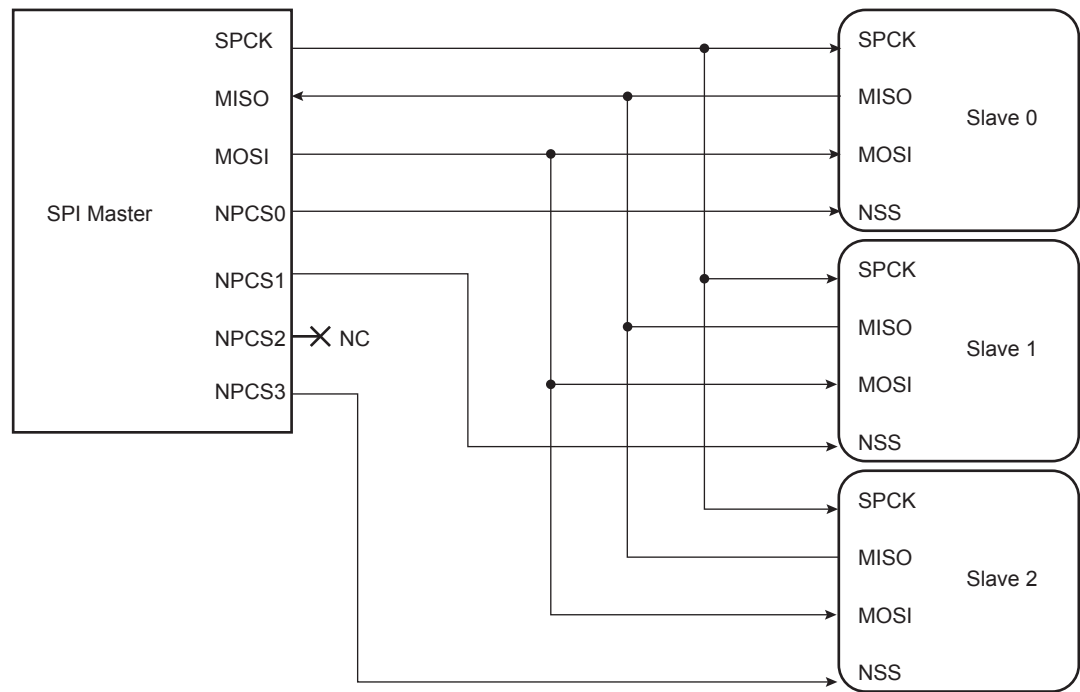 SPI Master
SPCK
MISO
MOSI
NPCS0
NPCS1
NPCS2
NC
NPCS3
SPCK
MISO
Slave 0
MOSI
NSS
SPCK
MISO
Slave 1
MOSI
NSS
SPCK
MISO
Slave 2
MOSI
NSS